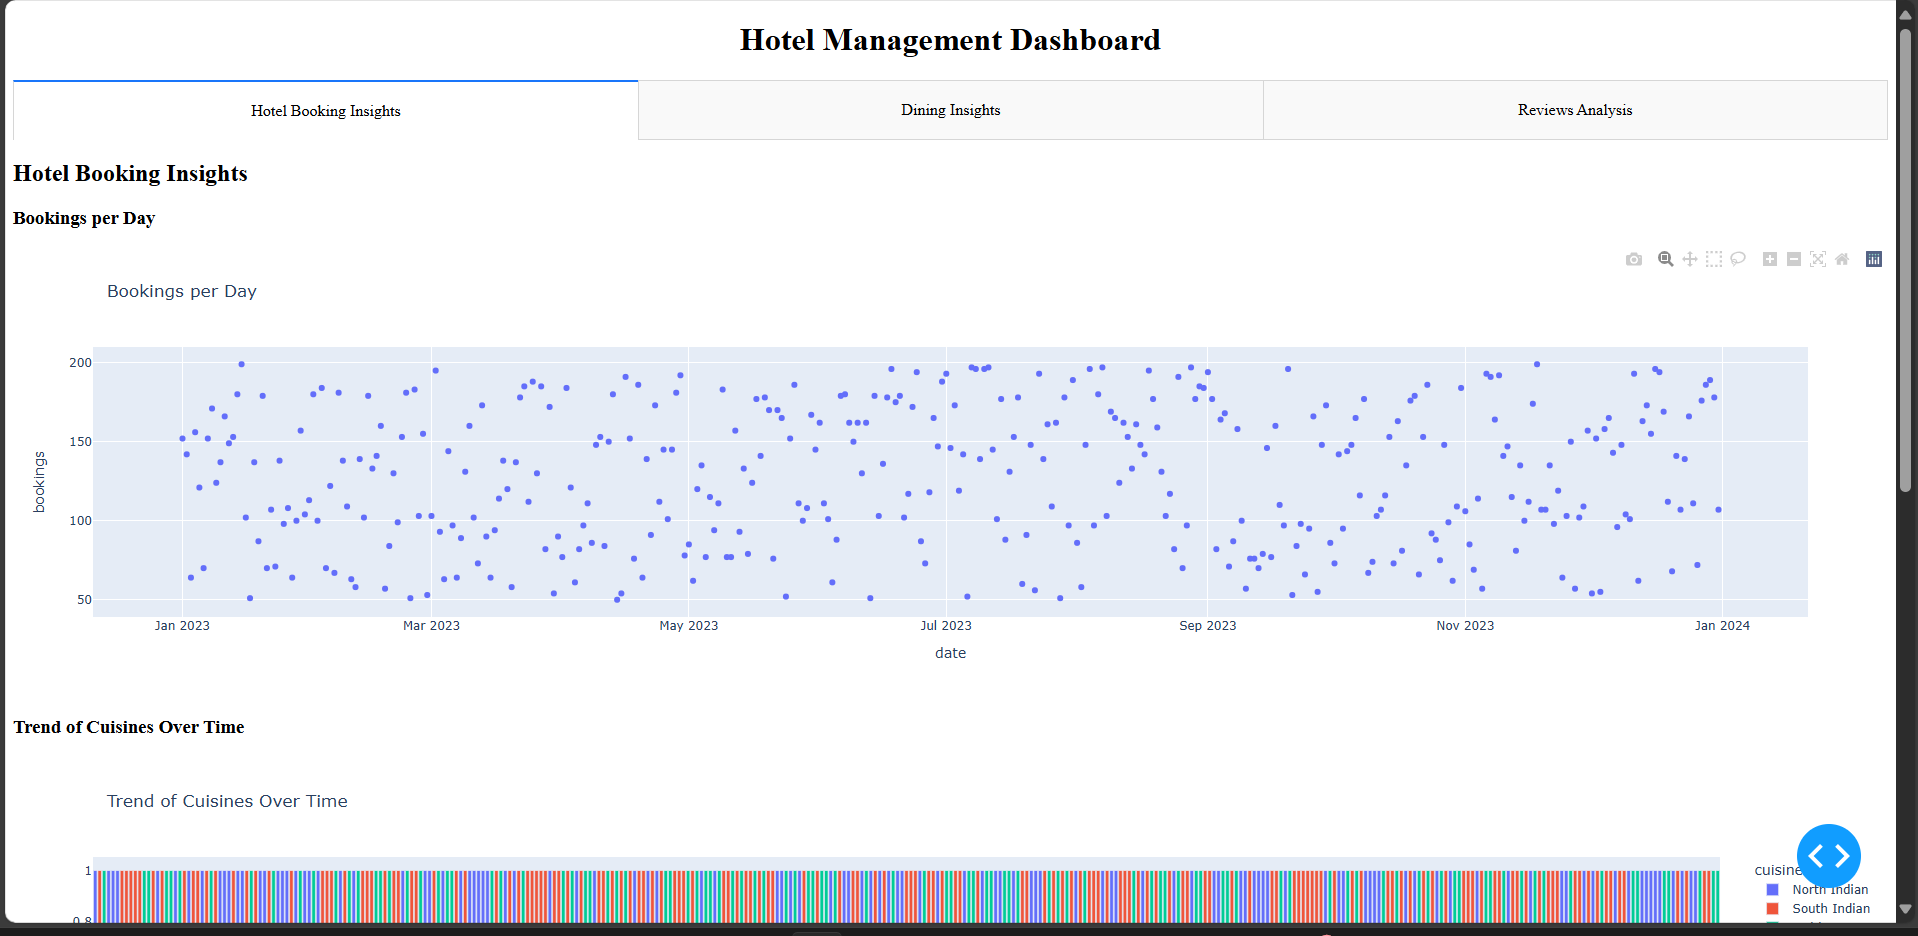 Hotel Management Dashboard
Hotel Booking Insights
Dining Insights
Reviews Analysis
Hotel Booking Insights
Bookings per Day
Bookings per Day
200
150
100
50
bookings
Jan 2023
Mar 2023
May 2023
Jul 2023
Sep 2023
Nov 2023
Jan 2024
date
Trend of Cuisines Over Time
Trend of Cuisines Over Time
1
0.8
cuisine
North Indian
South Indian